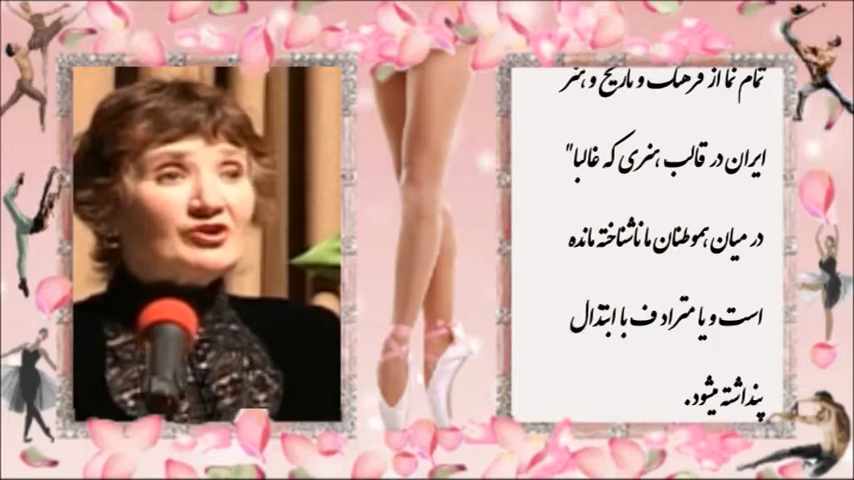 تمام نما از فرهنگ و تاریخ و هنر
ایران در قالب هنری که غالبا"
در میان هموطنان ما ناشناخته مانده
است و یا مترادف با ابتذال
پنداشته میشود.